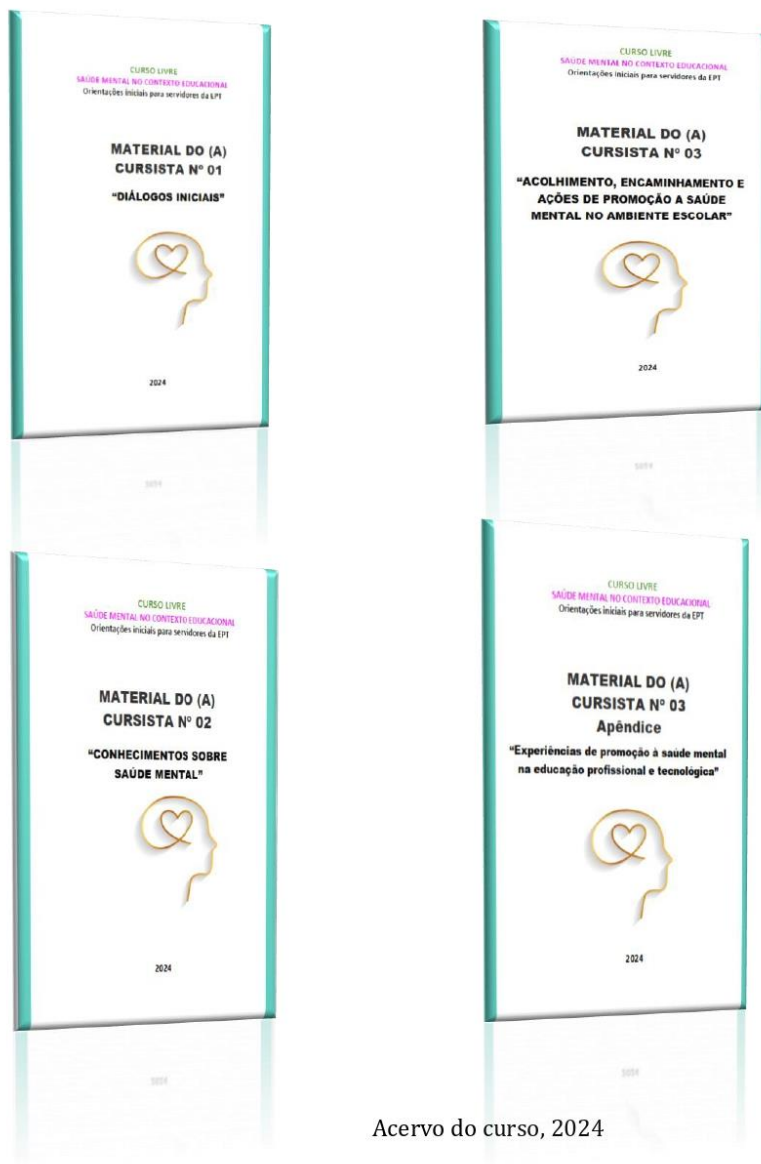 CURSO LIVRE
SAÚDE MENTAL NO CONTEXTO EDUCACIONAL
Orientações iniciais para servidores da EPT
MATERIAL DO (A)
CURSISTA Nº 01
“DIÁLOGOS INICIAIS”
2024
CURSO LIVRE
SAÚDE MENTAL NO CONTEXTO EDUCACIONAL
Orientações iniciais para servidores da EPT
MATERIAL DO (A)
CURSISTA Nº 03
“ACOLHIMENTO, ENCAMINHAMENTO E
AÇÕES DE PROMOÇÃO A SAÚDE
MENTAL NO AMBIENTE ESCOLAR”
2024
CURSO LIVRE
SAÚDE MENTAL NO CONTEXTO EDUCACIONAL
Orientações iniciais para servidores da EPT
MATERIAL DO (A)
CURSISTA Nº 02
“CONHECIMENTOS SOBRE
SAÚDE MENTAL”
2024
CURSO LIVRE
SAÚDE MENTAL NO CONTEXTO EDUCACIONAL
Orientações iniciais para servidores da EPT
MATERIAL DO (A)
CURSISTA Nº 03
Apêndice
“Experiências de promoção à saúde mental
na educação profissional e tecnológica”
2024
Acervo do curso, 2024